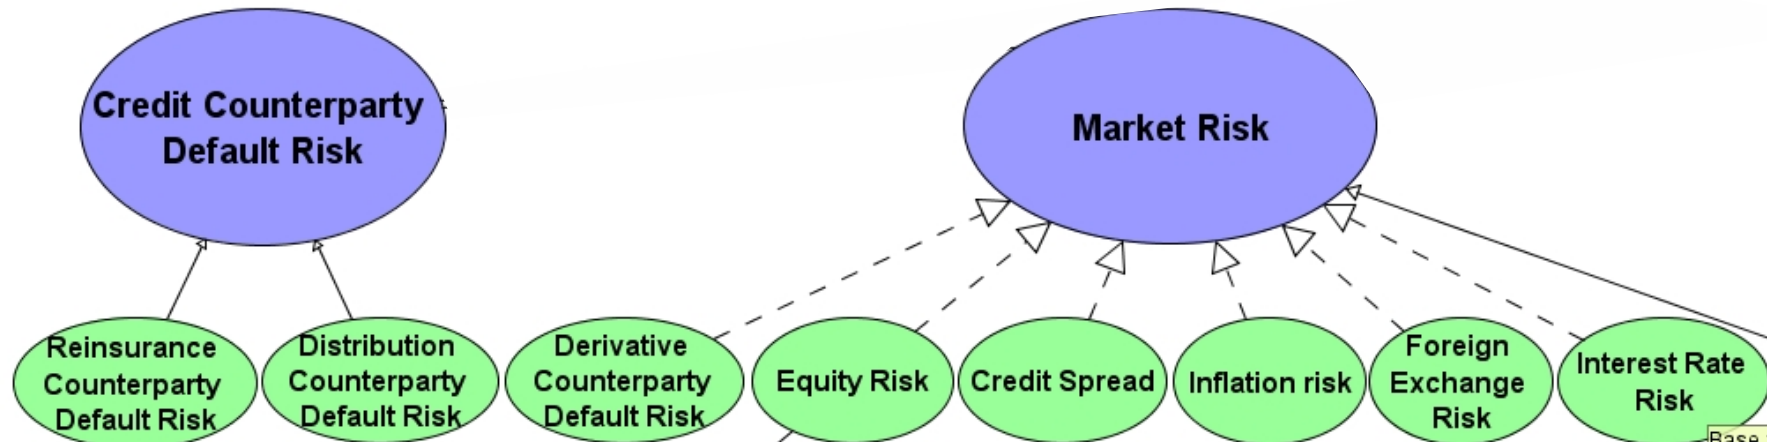 Credit Counterparty
Default Risk
Market Risk
Reinsurance
Counterparty
Default Risk
Distribution
Counterparty
Default Risk
Derivative
Counterparty
Default Risk
Equity Risk
Credit Spread
Inflation risk
Foreign
Exchange
Risk
Interest Rate
Risk
Base